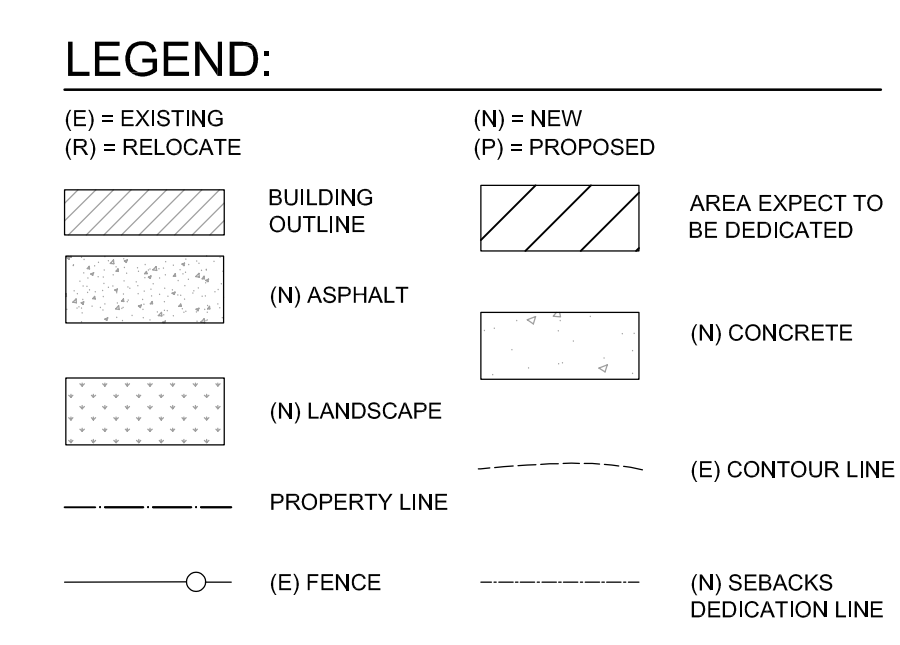 LEGEND:
(E) = EXISTING
(R) = RELOCATE
(N) = NEW
(P) = PROPOSED
BUILDING
OUTLINE
(N) ASPHALT
(N) LANDSCAPE
PROPERTY LINE
(E) FENCE
AREA EXPECT TO
BE DEDICATED
(N) CONCRETE
(E) CONTOUR LINE
(N) SEBACKS
DEDICATION LINE